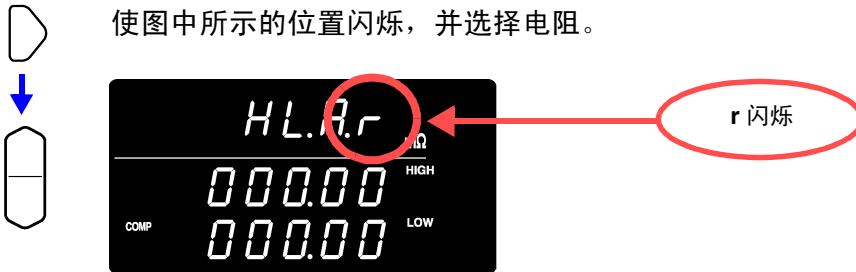 使图中所示的位置闪烁，并选择电阻。
HL.A.r
mΩ
r 闪烁
000.00 HIGH
COMP 000.00 LOW